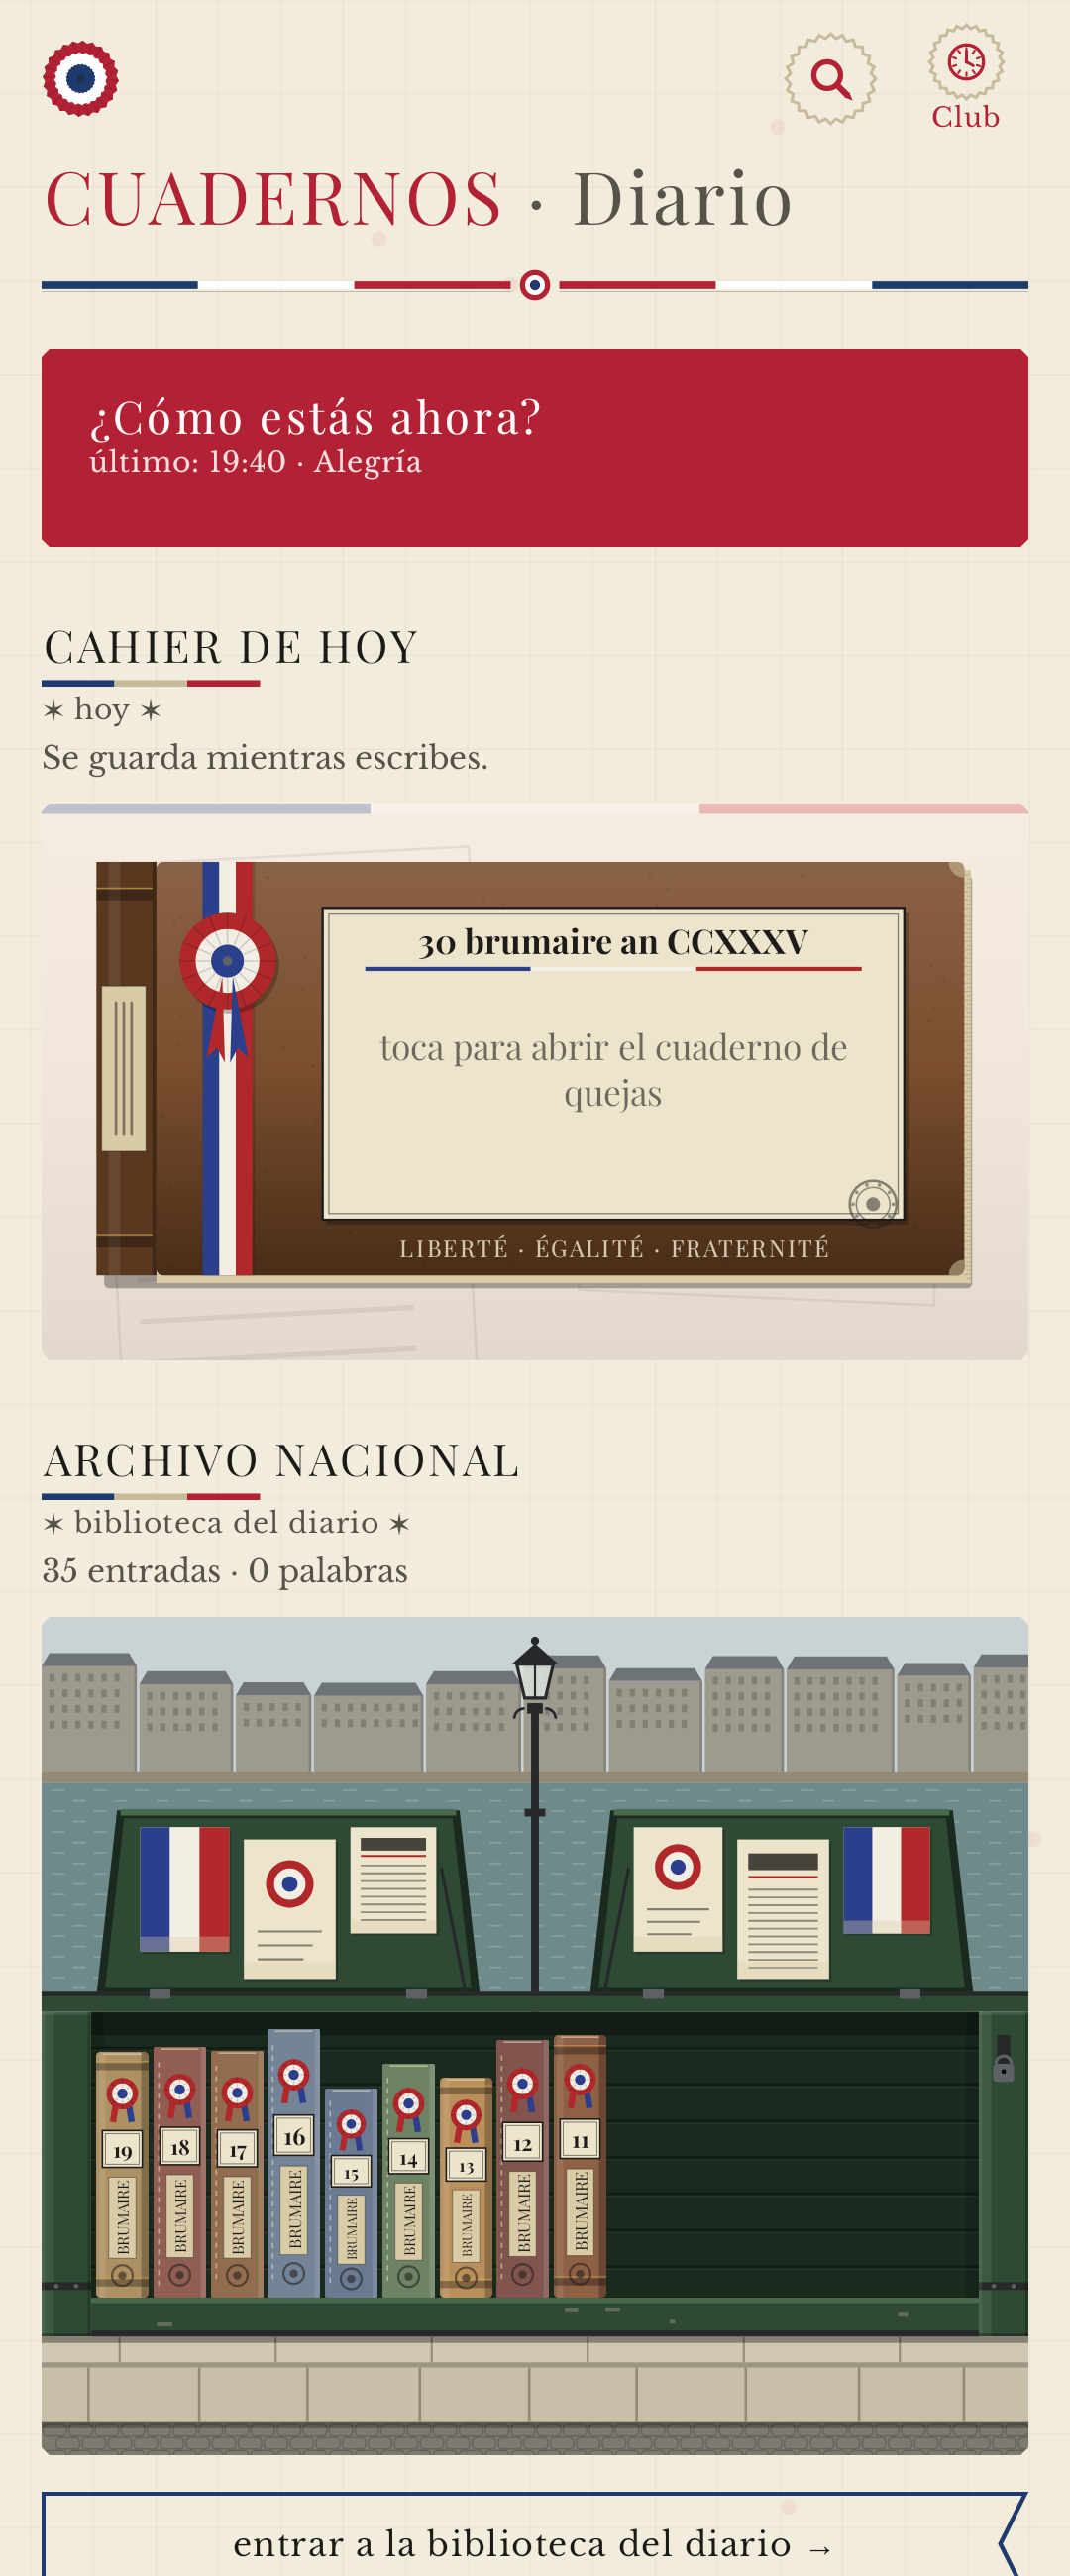 Club
CUADERNOS · Diario
¿Cómo estás ahora?
último: 19:40 · Alegría
CAHIER DE HOY
✶ hoy ✶
Se guarda mientras escribes.
30 brumaire an CCXXXV
toca para abrir el cuaderno de
quejas
LIBERTÉ · ÉGALITÉ · FRATERNITÉ
ARCHIVO NACIONAL
✶ biblioteca del diario ✶
35 entradas · 0 palabras
19
BRUMAIRE
18
BRUMAIRE
17
BRUMAIRE
16
BRUMAIRE
15
BRUMAIRE
14
BRUMAIRE
13
BRUMAIRE
12
BRUMAIRE
11
BRUMAIRE
entrar a la biblioteca del diario →